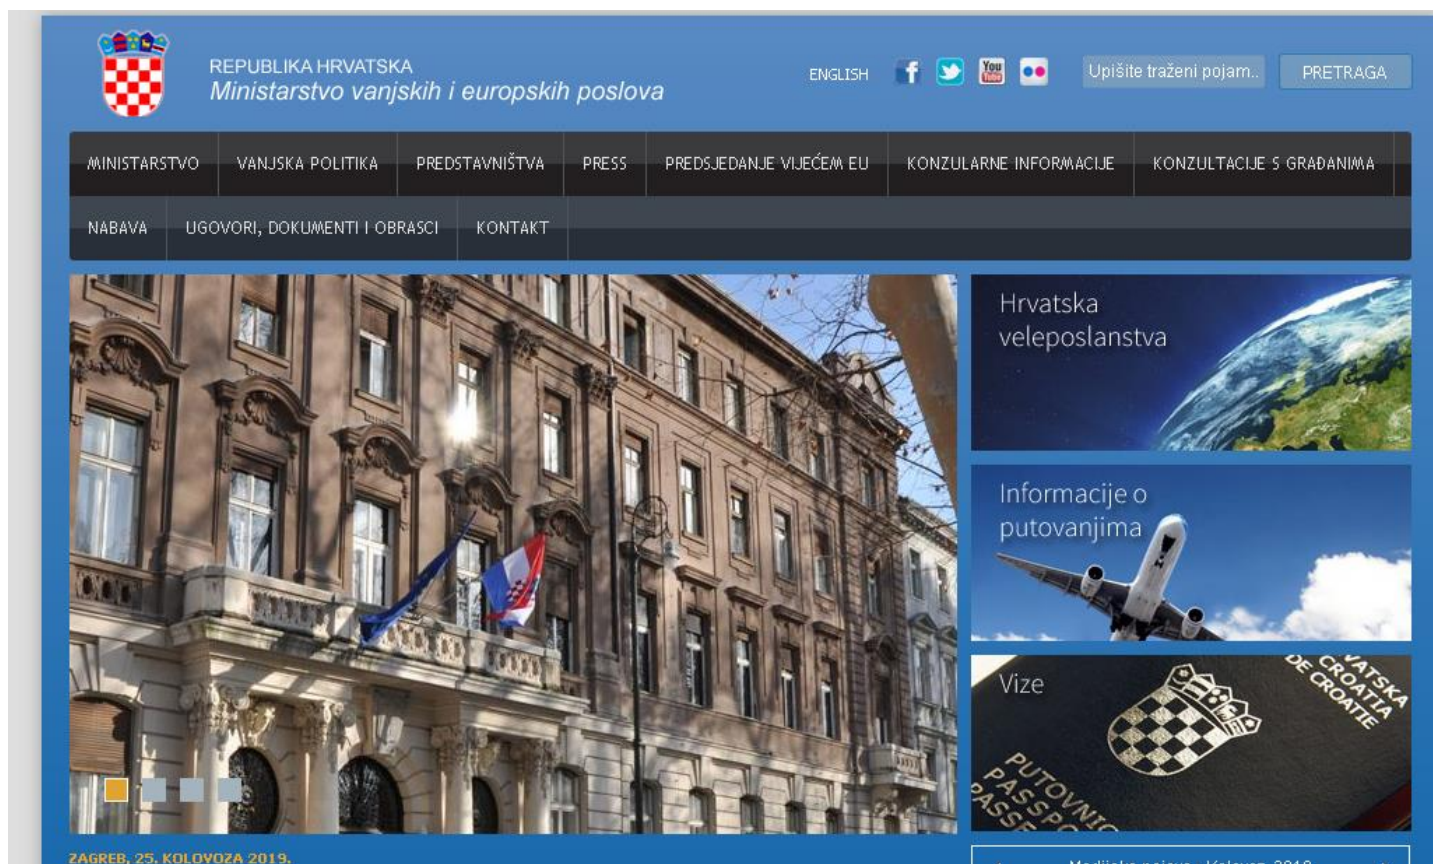 REPUBLIKA HRVATSKA
Ministarstvo vanjskih i europskih poslova
ENGLISH
You
Tube
Upišite traženi pojam..
PRETRAGA
MINISTARSTVO
VANJSKA POLITIKA
PREDSTAVNIŠTVA
PRESS
PREDSJEDANJE VIJEĆEM EU
KONZULARNE INFORMACIJE
KONZULTACIJE S GRAĐANIMA
NABAVA
UGOVORI, DOKUMENTI I OBRASCI
KONTAKT
Hrvatska
veleposlanstva
Informacije o
putovanjima
Vize
CROATIA
DE CROATIE
ZAGREB, 25. KOLOVOZA 2019.